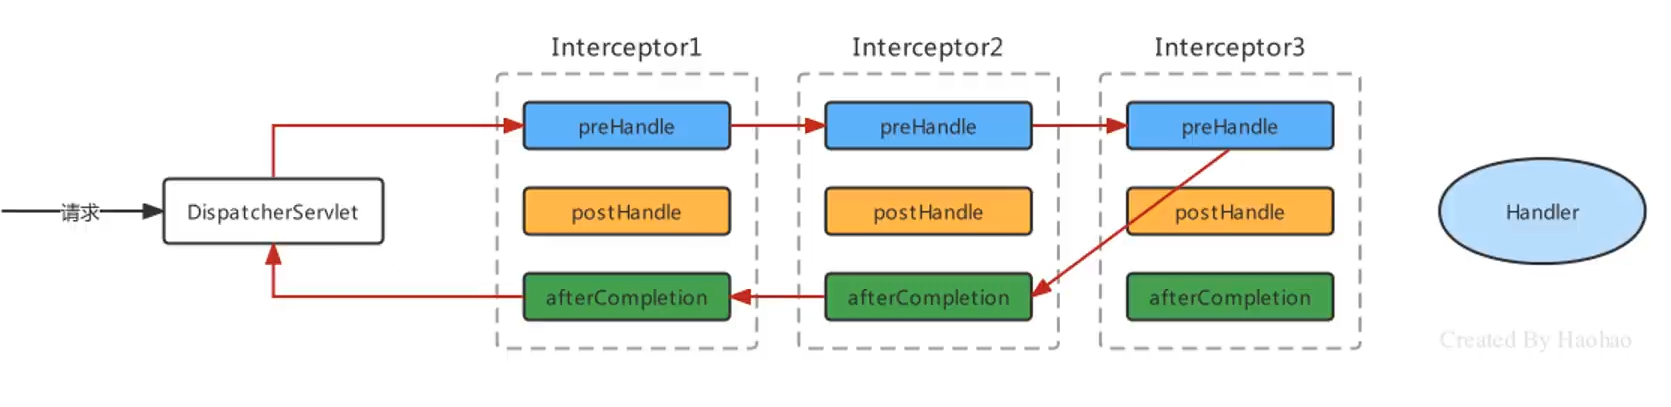 Interceptor1 Interceptor2 Interceptor3
preHandle preHandle preHandle
请求 DispatcherServlet postHandle postHandle postHandle Handler
afterCompletion afterCompletion afterCompletion
Created By Haohao